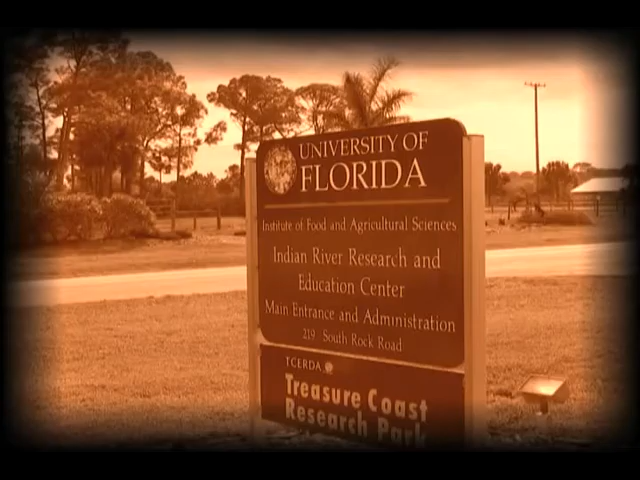 UNIVERSITY OF
FLORIDA
Institute of Food and Agricultural Sciences
Indian River Research and
Education Center
Main Entrance and Administration
219 South Rock Road
TCERDA
Treasure Coast
Research Park